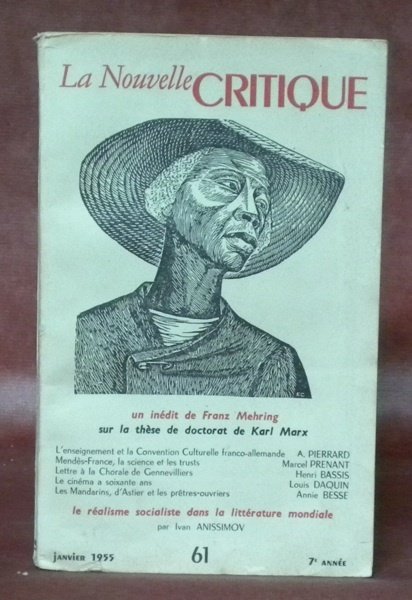 La Nouvelle CRITIQUE
un inédit de Franz Mehring
sur la thèse de doctorat de Karl Marx
L'enseignement et la Convention Culturelle franco-allemande A. PIERRARD
Mendès-France, la science et les trusts Marcel PRENANT
Lettre à la Chorale de Gennevilliers Henri BASSIS
Le cinéma a soixante ans Louis DAQUIN
Les Mandarins, d'Astier et les prêtres-ouvriers Annie BESSE
le réalisme socialiste dans la littérature mondiale
par Ivan ANISSIMOV
JANVIER 1955 61 7e ANNÉE